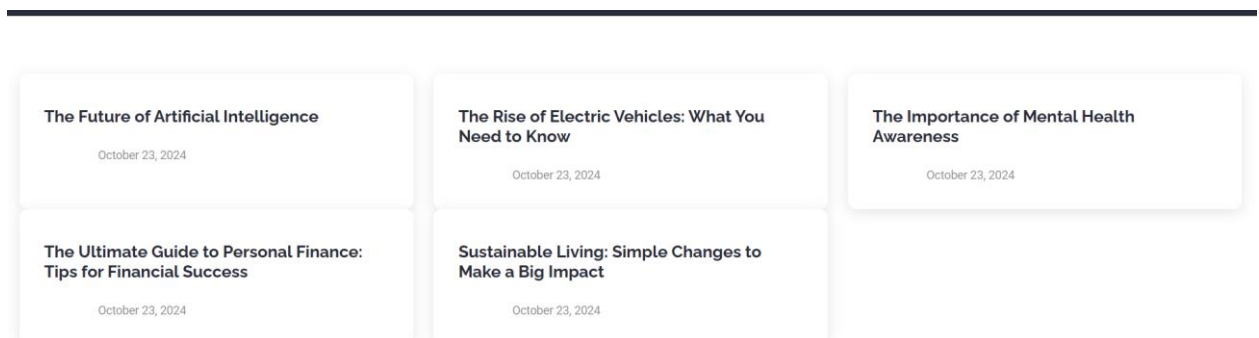 The Future of Artificial Intelligence
October 23, 2024
The Rise of Electric Vehicles: What You
Need to Know
October 23, 2024
The Importance of Mental Health
Awareness
October 23, 2024
The Ultimate Guide to Personal Finance:
Tips for Financial Success
October 23, 2024
Sustainable Living: Simple Changes to
Make a Big Impact
October 23, 2024